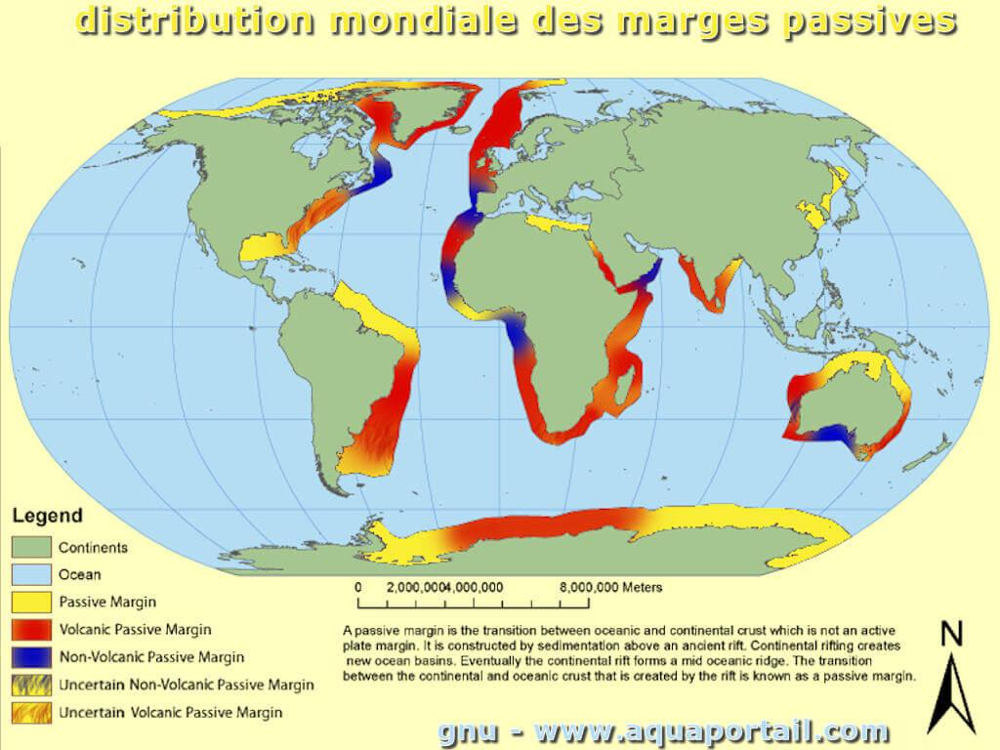 distribution mondiale des marges passives
Legend
Continents
Ocean
Passive Margin
Volcanic Passive Margin
Non-Volcanic Passive Margin
Uncertain Non-Volcanic Passive Margin
Uncertain Volcanic Passive Margin
0 2,000,0004,000,000 8,000,000 Meters
A passive margin is the transition between oceanic and continental crust which is not an active
plate margin. It is constructed by sedimentation above an ancient rift. Continental rifting creates
new ocean basins. Eventually the continental rift forms a mid oceanic ridge. The transition
between the continental and oceanic crust that is created by the rift is known as a passive margin.
N
gnu - www.aquaportail.com